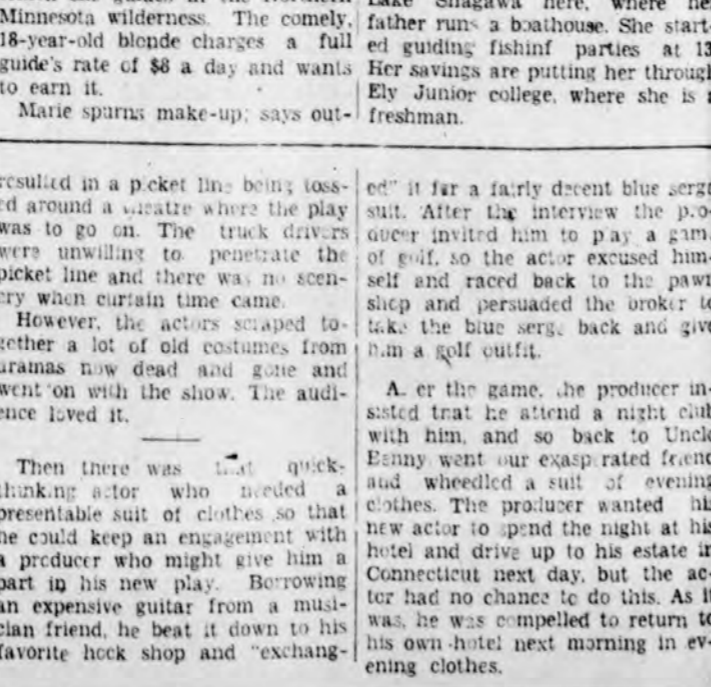 Minnesota wilderness. The comely,
18-year-old blonde charges a full
guide's rate of $8 a day and wants
to earn it.
Marie spurns make-up; says out-
father runs a boathouse. She start-
ed guiding fishinf parties at 13
Her savings are putting her through
Ely Junior college, where she is a
freshman.
resulted in a picket line being toss-
ed around a theatre where the play
was to go on. The truck drivers
were unwilling to penetrate the
picket line and there was no scen-
ery when curtain time came.
However, the actors scraped to-
gether a lot of old costumes from
dramas now dead and gone and
went on with the show. The audi-
ence loved it.
Then there was that quick-
thinking actor who needed a
presentable suit of clothes so that
he could keep an engagement with
a producer who might give him a
part in his new play. Borrowing
an expensive guitar from a musi-
cian friend, he beat it down to his
favorite hock shop and "exchang-
ed" it for a fairly decent blue serge
suit. After the interview the pro-
ducer invited him to play a game
of golf, so the actor excused him-
self and raced back to the pawn
shop and persuaded the broker to
take the blue serge back and give
him a golf outfit.
After the game, the producer in-
sisted that he attend a night club
with him, and so back to Uncle
Benny went our exasperated friend
and wheedled a suit of evening
clothes. The producer wanted his
new actor to spend the night at his
hotel and drive up to his estate in
Connecticut next day, but the ac-
tor had no chance to do this. As it
was, he was compelled to return to
his own hotel next morning in ev-
ening clothes.